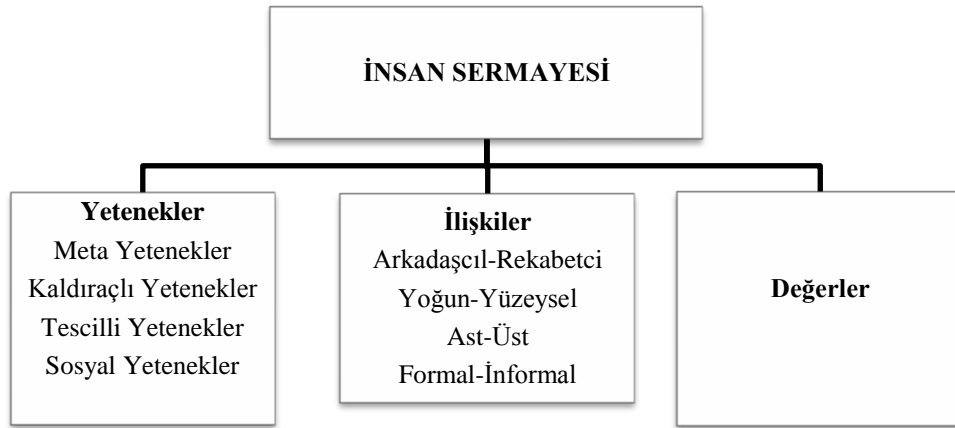 İNSAN SERMAYESİ
Yetenekler
Meta Yetenekler
Kaldıraçlı Yetenekler
Tescilli Yetenekler
Sosyal Yetenekler
İlişkiler
Arkadaşcıl-Rekabetci
Yoğun-Yüzeysel
Ast-Üst
Formal-İnformal
Değerler